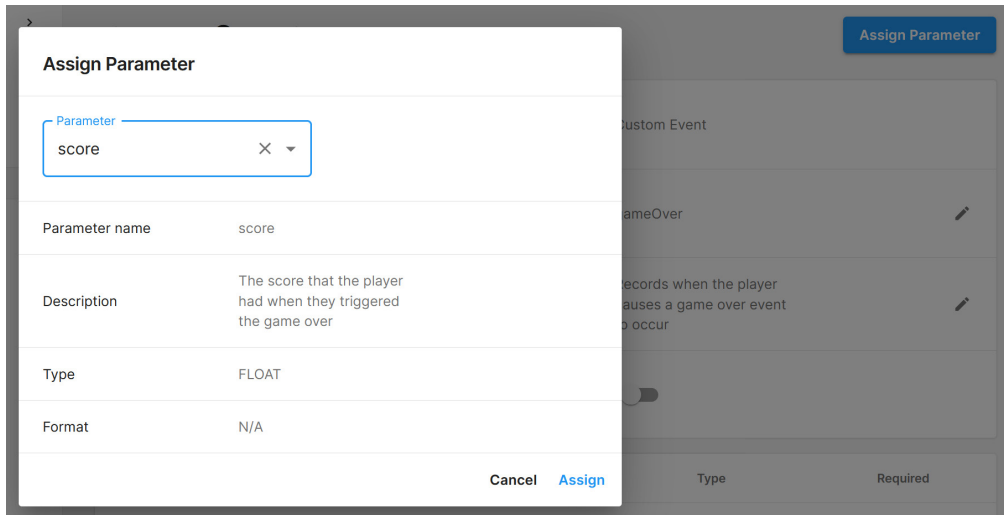 Assign Parameter
Assign Parameter
Parameter
score
Custom Event
Parameter name
score
ameOver
Description
The score that the player
had when they triggered
the game over
ecords when the player
auses a game over event
o occur
Type
FLOAT
Format
N/A
Cancel
Assign
Type
Required